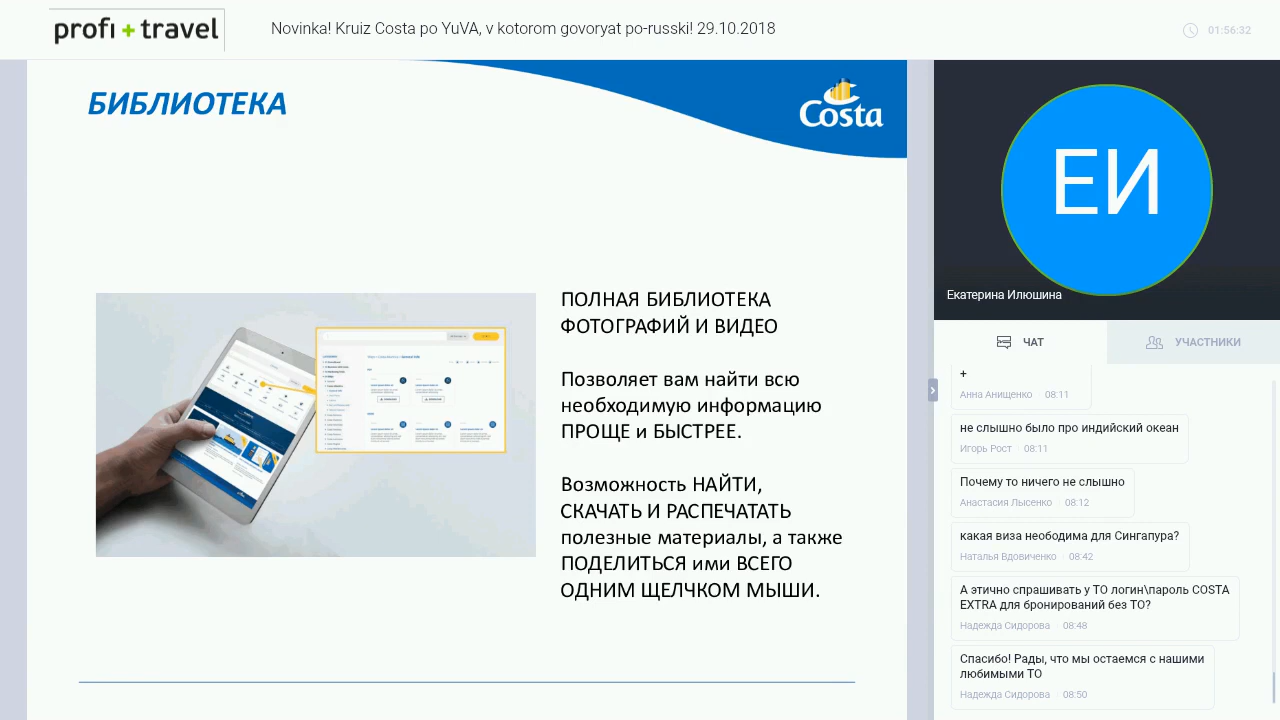 profi + travel
Novinka! Kruiz Costa po YuVA, v kotorom govoryat po-russki! 29.10.2018
01:56:32
БИБЛИОТЕКА
Costa
ПОЛНАЯ БИБЛИОТЕКА
ФОТОГРАФИЙ И ВИДЕО
Позволяет вам найти всю
необходимую информацию
ПРОЩЕ и БЫСТРЕЕ.
Возможность НАЙТИ,
СКАЧАТЬ И РАСПЕЧАТАТЬ
полезные материалы, а также
ПОДЕЛИТЬСЯ ими ВСЕГО
ОДНИМ ЩЕЛЧКОМ МЫШИ.
ЕИ
Екатерина Илюшина
ЧАТ
УЧАСТНИКИ
+
Анна Анищенко 08:11
не слышно было про индийский океан
Игорь Рост 08:11
Почему то ничего не слышно
Анастасия Лысенко 08:12
какая виза неободима для Сингапура?
Наталья Вдовиченко 08:42
А этично спрашивать у ТО логин\пароль COSTA
EXTRA для бронирований без ТО?
Надежда Сидорова 08:48
Спасибо! Рады, что мы остаемся с нашими
любимыми ТО
Надежда Сидорова 08:50